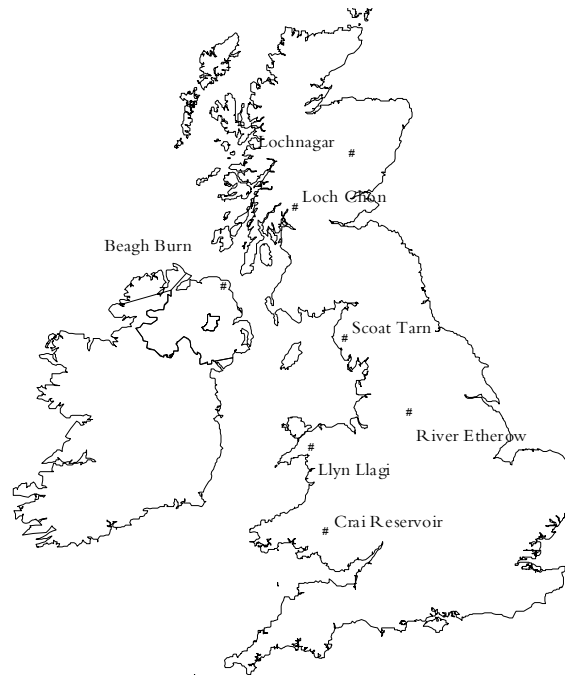 Lochnagar
#
Loch Chon
#
Beagh Burn
#
Scoat Tarn
#
#
River Etherow
#
Llyn Llagi
Crai Reservoir
#